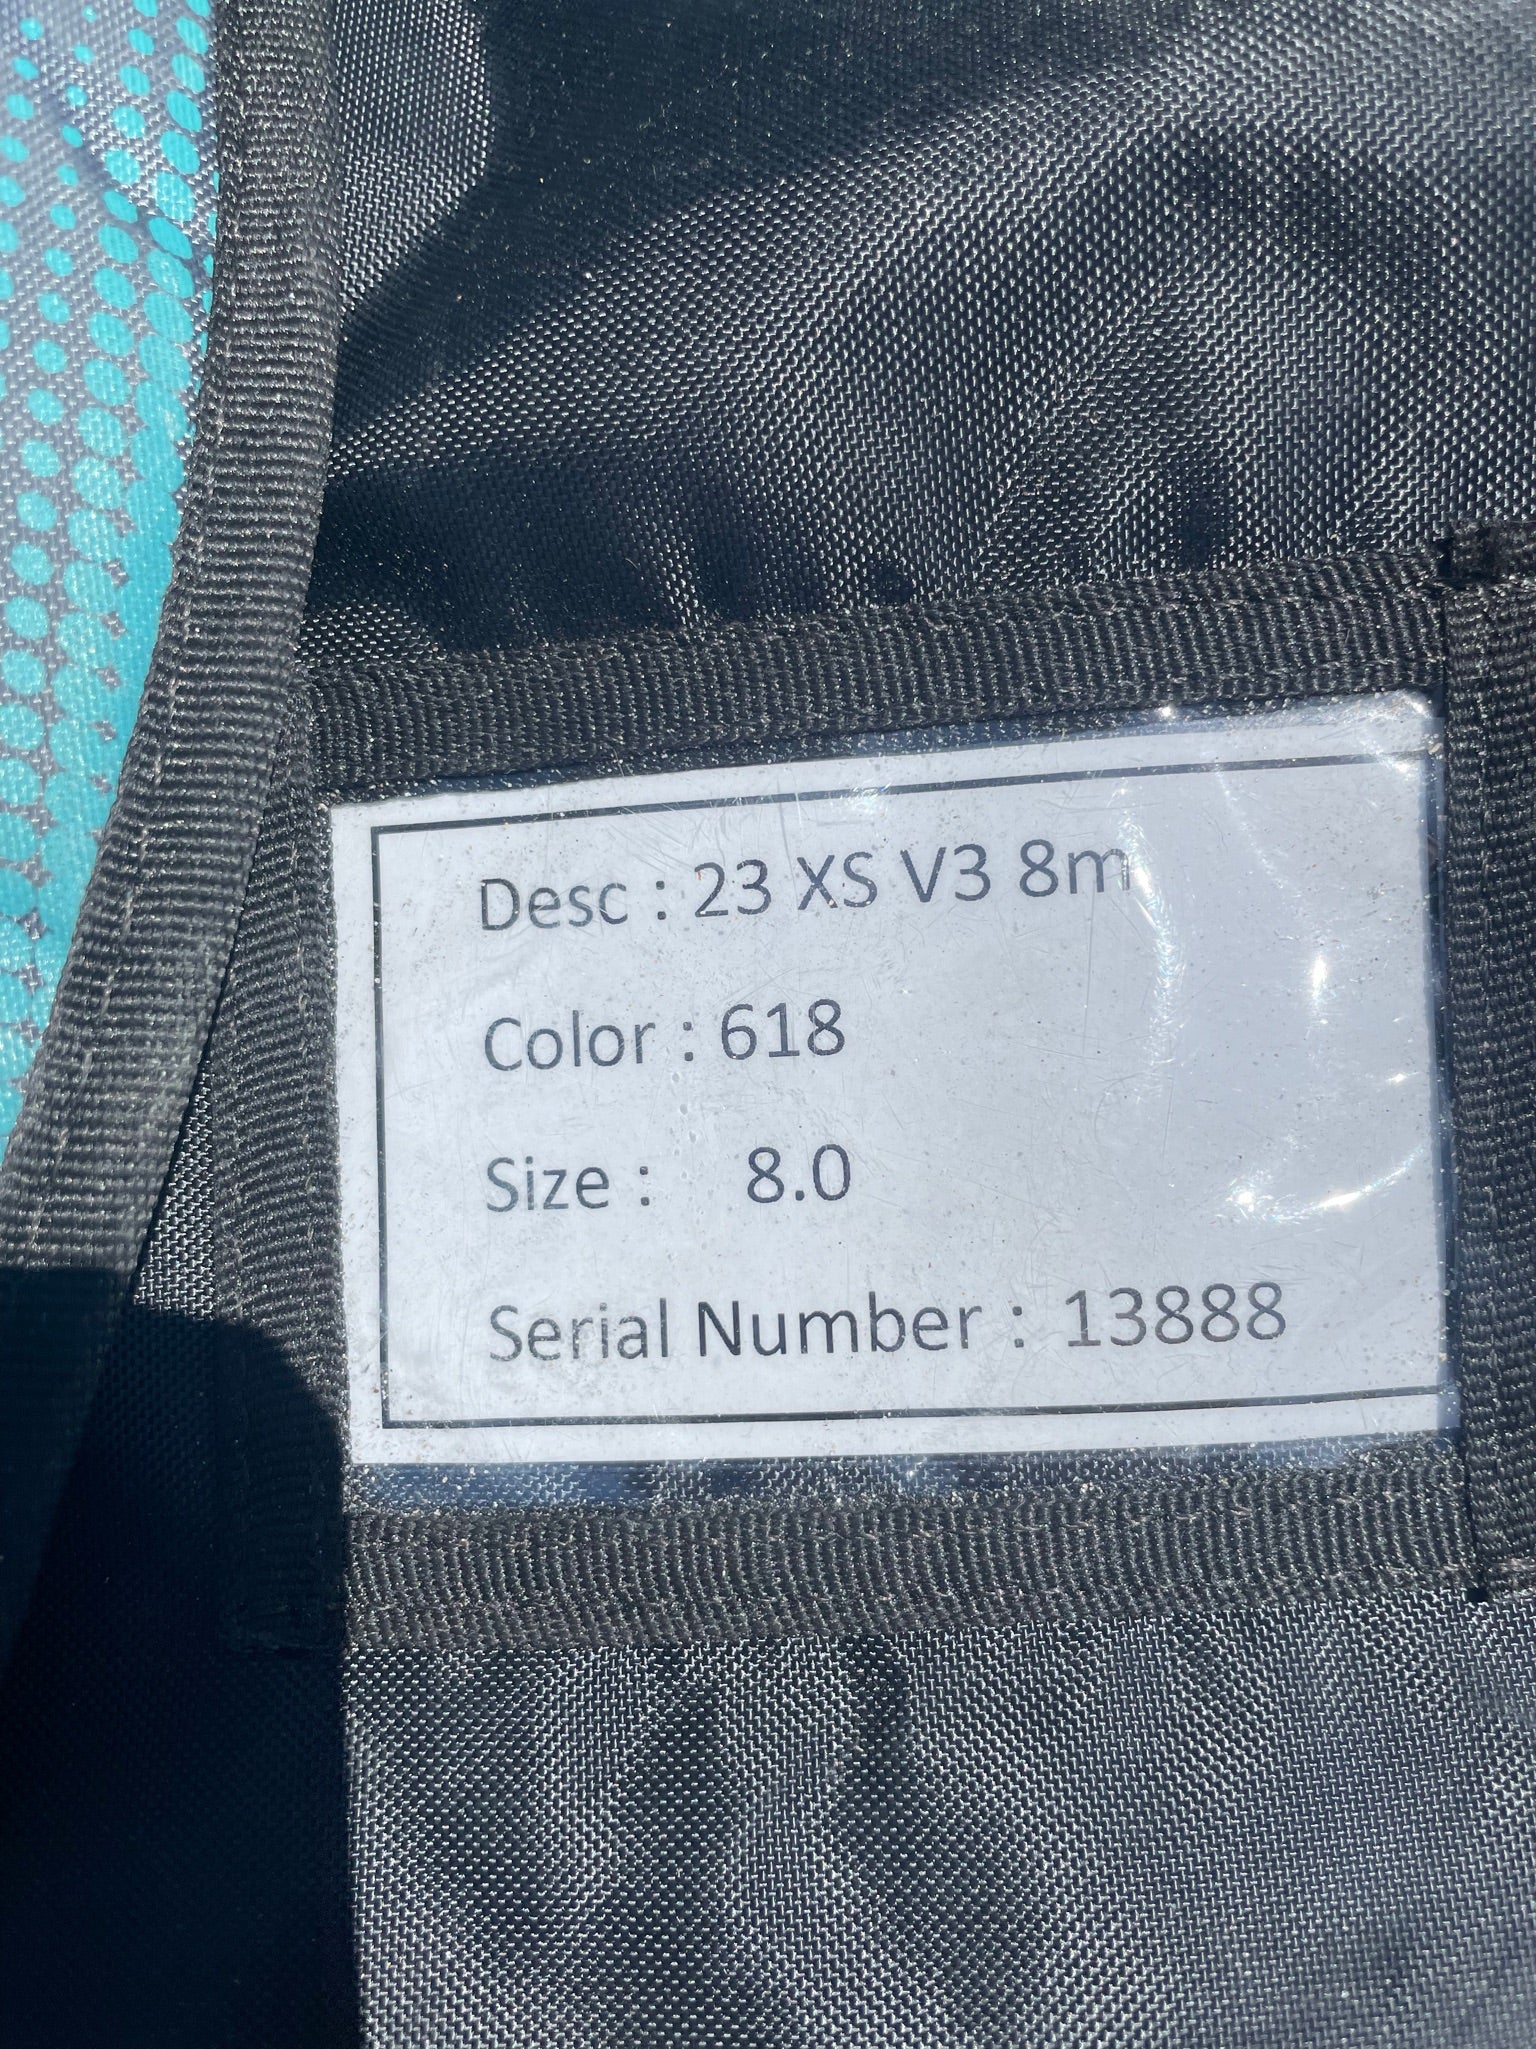 Desc : 23 XS V3 8m
Color : 618
Size : 8.0
Serial Number : 13888